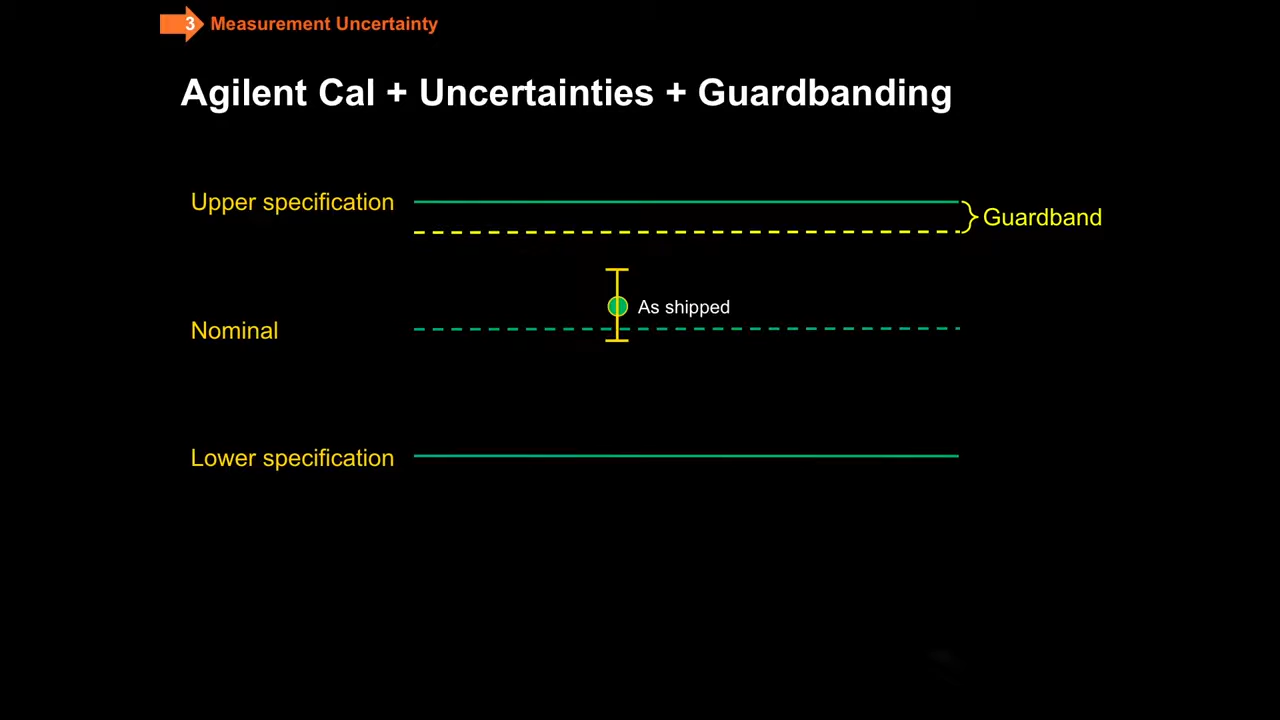 3 Measurement Uncertainty
Agilent Cal + Uncertainties + Guardbanding
Upper specification
Guardband
As shipped
Nominal
Lower specification